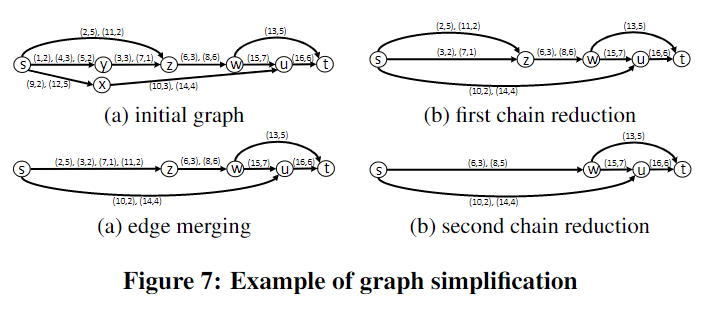 (2,5), (11,2)
(13,5)
s
(1,2), (4,3), (5,2)
y
(3,3), (7,1)
z
(6,3), (8,6)
w
(15,7)
u
(16,6)
t
(9,2), (12,5)
x
(10,3), (14,4)
(a) initial graph
(2,5), (11,2)
(13,5)
s
(3,2), (7,1)
z
(6,3), (8,6)
w
(15,7)
u
(16,6)
t
(10,2), (14,4)
(b) first chain reduction
(13,5)
s
(2,5), (3,2), (7,1), (11,2)
z
(6,3), (8,6)
w
(15,7)
u
(16,6)
t
(10,2), (14,4)
(a) edge merging
(13,5)
s
(6,3), (8,5)
w
(15,7)
u
(16,6)
t
(10,2), (14,4)
(b) second chain reduction
Figure 7: Example of graph simplification